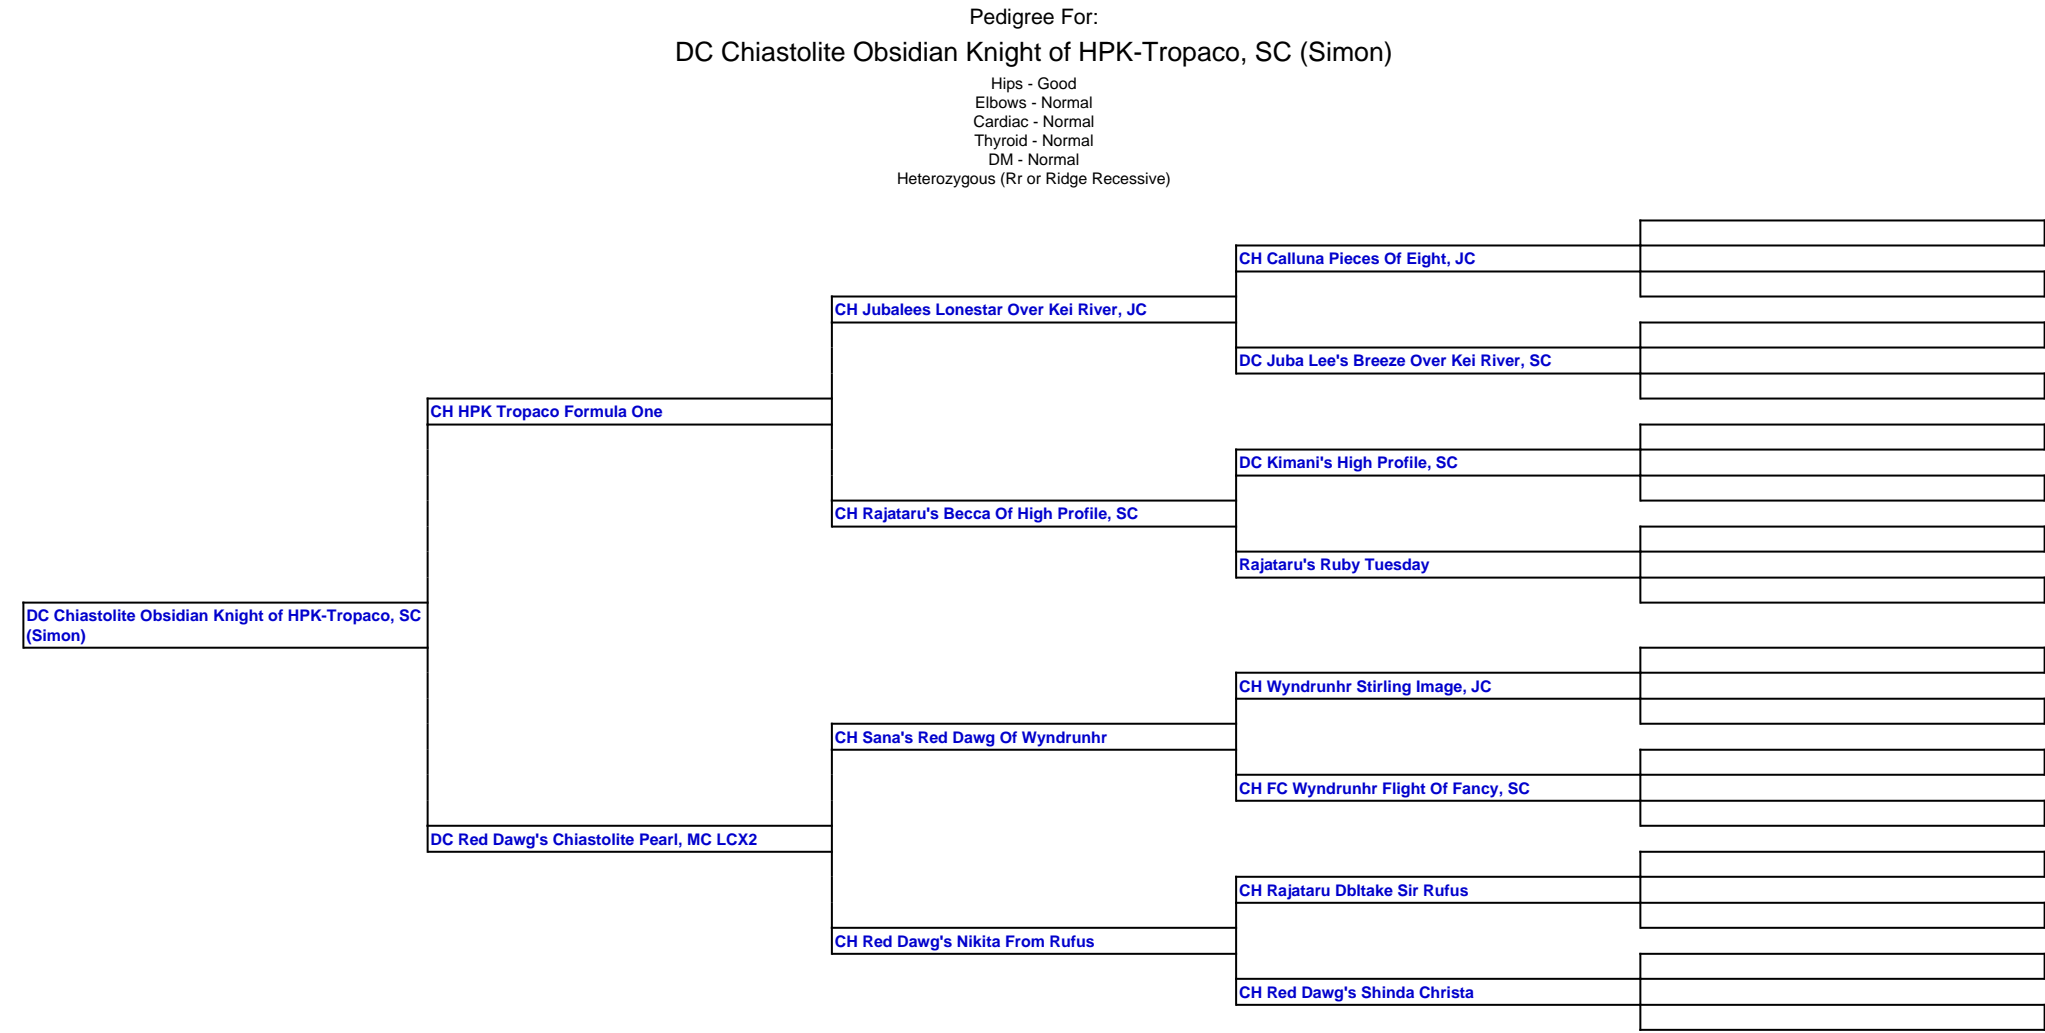 Pedigree For:
DC Chiastolite Obsidian Knight of HPK-Tropaco, SC (Simon)
Hips - Good
Elbows - Normal
Cardiac - Normal
Thyroid - Normal
DM - Normal
Heterozygous (Rr or Ridge Recessive)
CH Calluna Pieces Of Eight, JC
CH Jubalees Lonestar Over Kei River, JC
DC Juba Lee's Breeze Over Kei River, SC
CH HPK Tropaco Formula One
DC Kimani's High Profile, SC
CH Rajataru's Becca Of High Profile, SC
Rajataru's Ruby Tuesday
DC Chiastolite Obsidian Knight of HPK-Tropaco, SC
(Simon)
CH Wyndrunhr Stirling Image, JC
CH Sana's Red Dawg Of Wyndrunhr
CH FC Wyndrunhr Flight Of Fancy, SC
DC Red Dawg's Chiastolite Pearl, MC LCX2
CH Rajataru Dbltake Sir Rufus
CH Red Dawg's Nikita From Rufus
CH Red Dawg's Shinda Christa